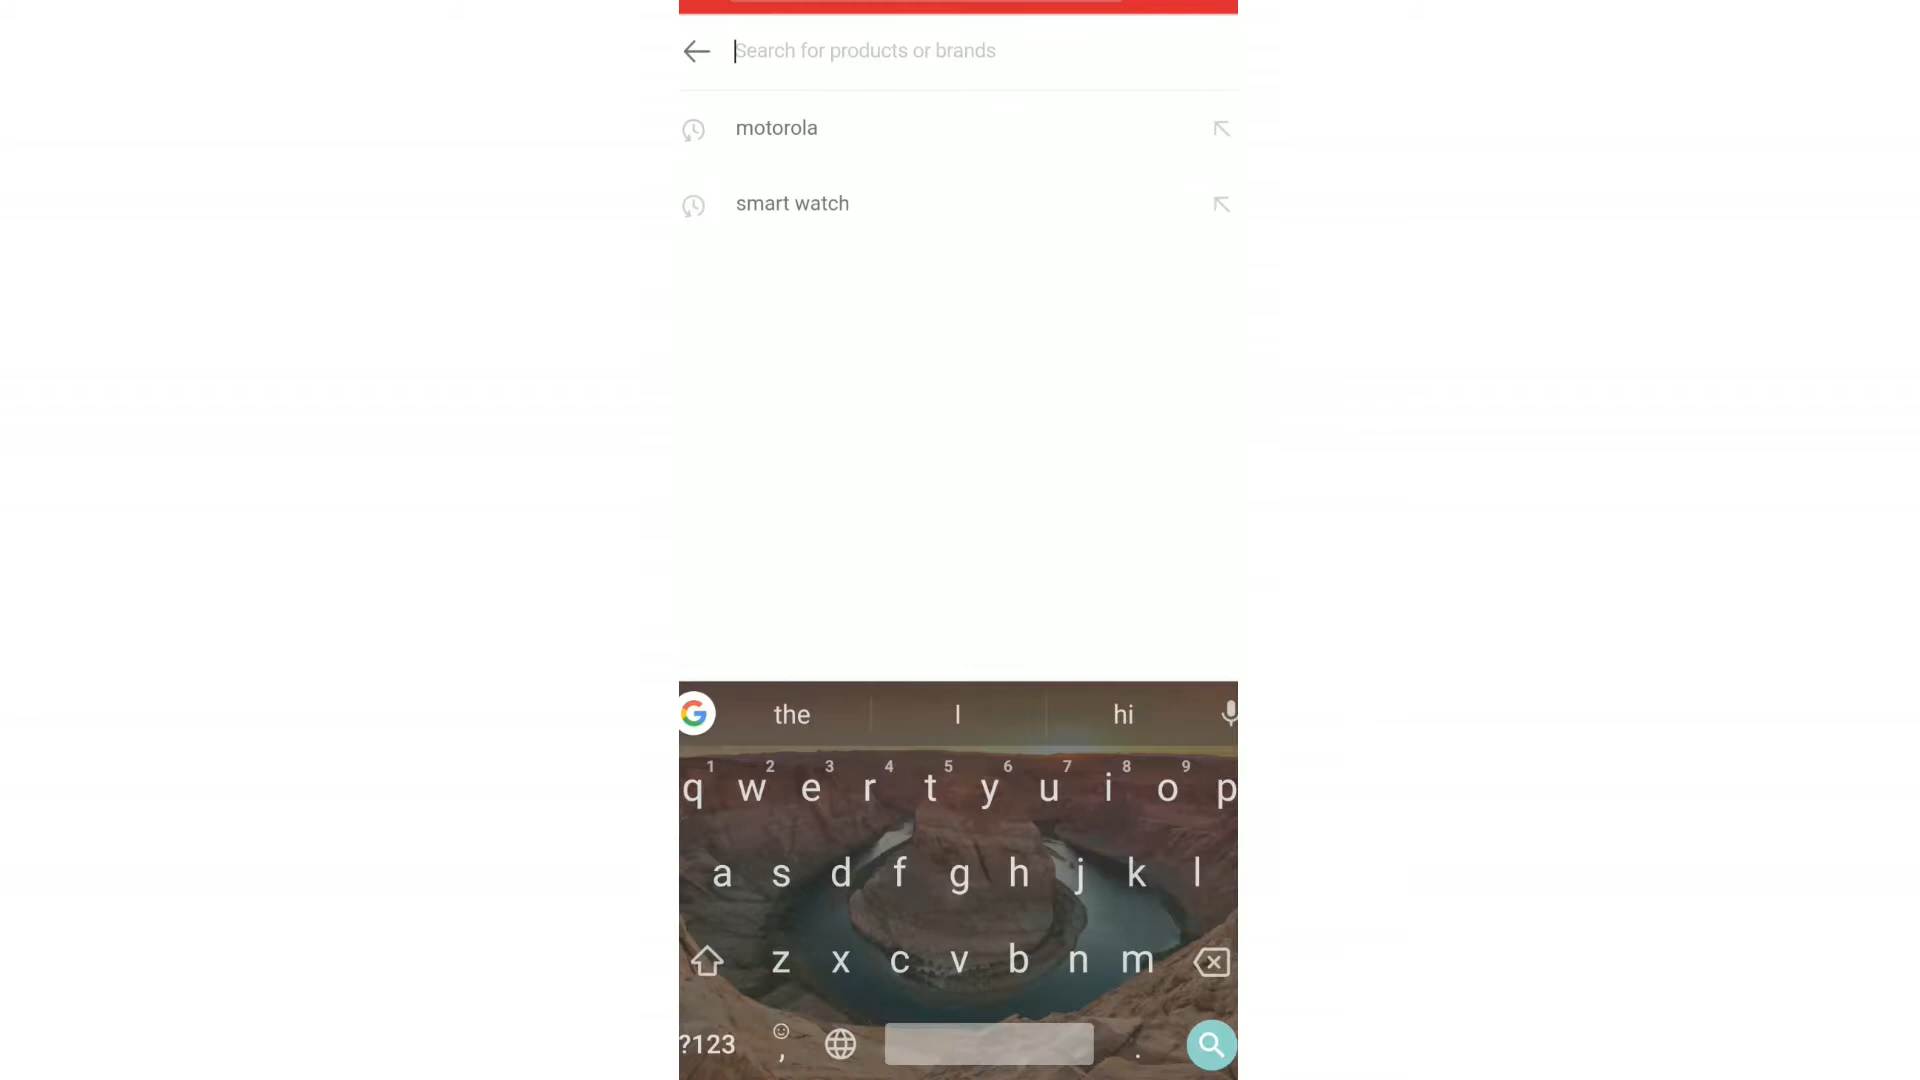 Search for products or brands
motorola
smart watch
the I hi
1 2 3 4 5 6 7 8 9
q w e r t y u i o p
a s d f g h j k l
z x c v b n m
?123 , .